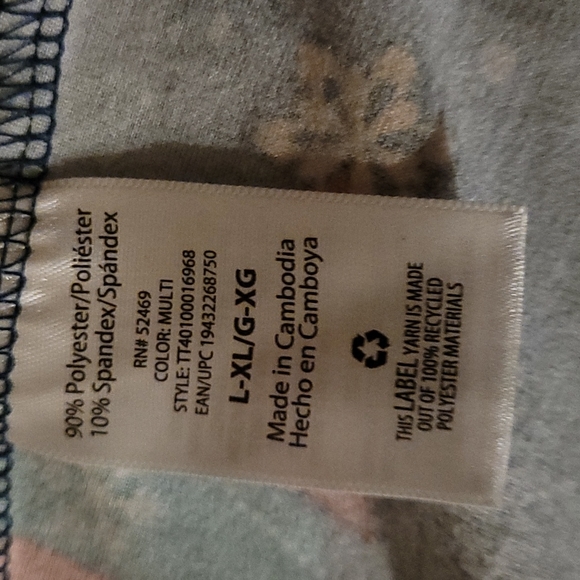 90% Polyester/Poliéster
10% Spandex/Spándex
RN# 52469
COLOR: MULTI
STYLE: TT40100016968
EAN/UPC 19432268750
L-XL/G-XG
Made in Cambodia
Hecho en Camboya
THIS LABEL YARN IS MADE
OUT OF 100% RECYCLED
POLYESTER MATERIALS